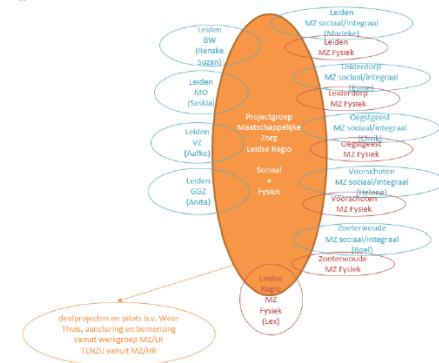 Leiden
MZ sociaal/integraal
(Marieke)
Leiden
MZ Fysiek
Leiden
BW
(Renske
Suzan)
Leiderdorp
MZ sociaal/integraal
Leiderdorp
MZ Fysiek
Leiden
MO
(Saskia)
Projectgroep
Maatschappelijke
Zorg
Leidse Regio
Sociaal
+
Fysiek
Oegstgeest
MZ sociaal/integraal
Oegstgeest
MZ Fysiek
Leiden
VZ
(Aafke)
Voorschoten
MZ sociaal/integraal
(Helene)
Voorschoten
MZ Fysiek
Leiden
GGZ
(Anita)
Zoeterwoude
MZ sociaal/integraal
(Roel)
Zoeterwoude
MZ Fysiek
Leidse
Regio
MZ
Fysiek
(Lex)
deelprojecten en pilots b.v. Weer
Thuis, aansturing en bemensing
vanuit werkgroep MZ/LR
TENZIJ vanuit MZ/HR